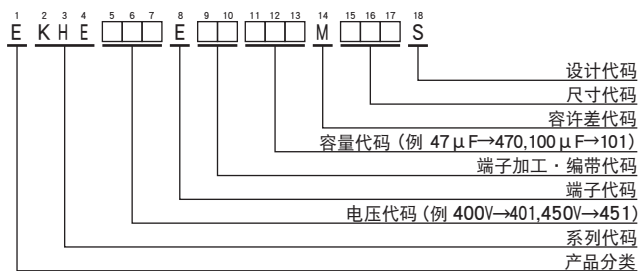 1 2 3 4 5 6 7 8 9 10 11 12 13 14 15 16 17 18
E KHE □□□ E □□ □□□ M □□□ S
设计代码
尺寸代码
容许差代码
容量代码 (例 47μF→470,100μF→101)
端子加工·编带代码
端子代码
电压代码 (例 400V→401,450V→451)
系列代码
产品分类